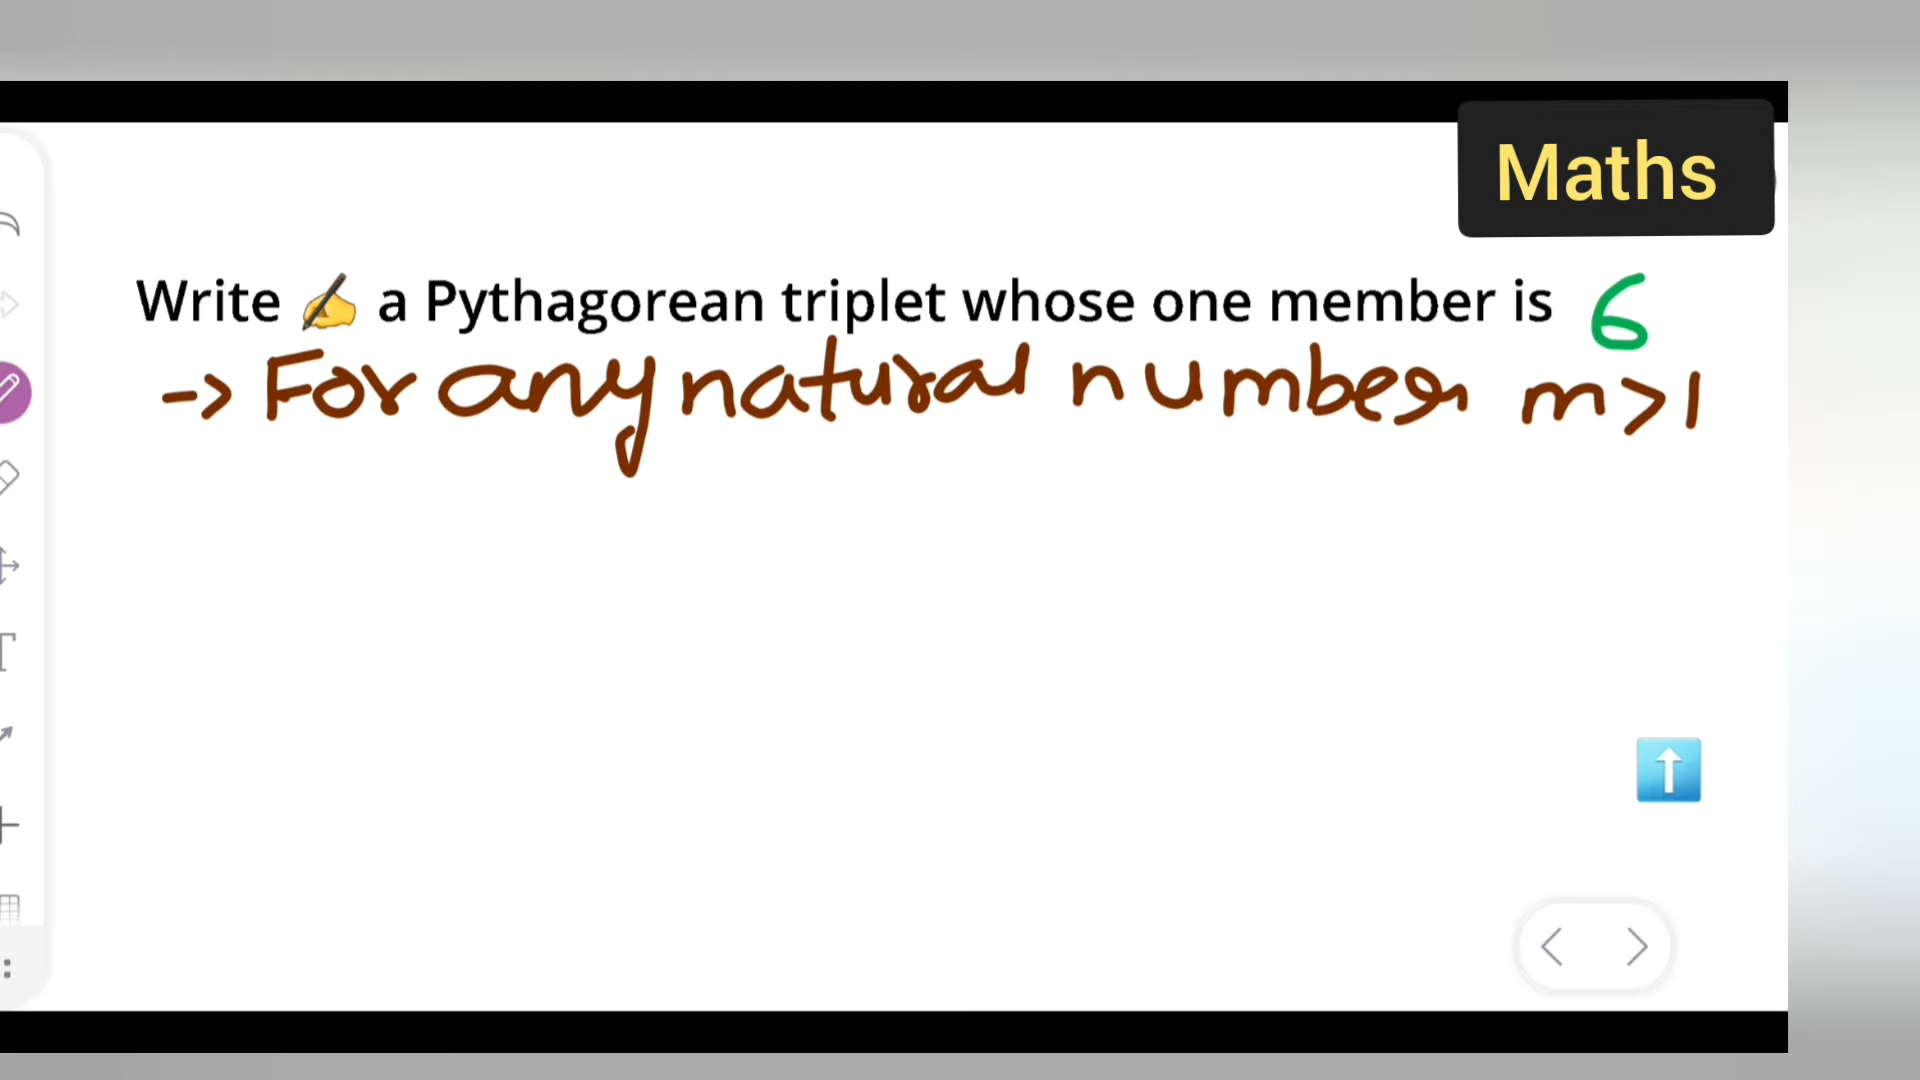 Maths
Write ✍️ a Pythagorean triplet whose one member is 6
-> For any natural number m>1